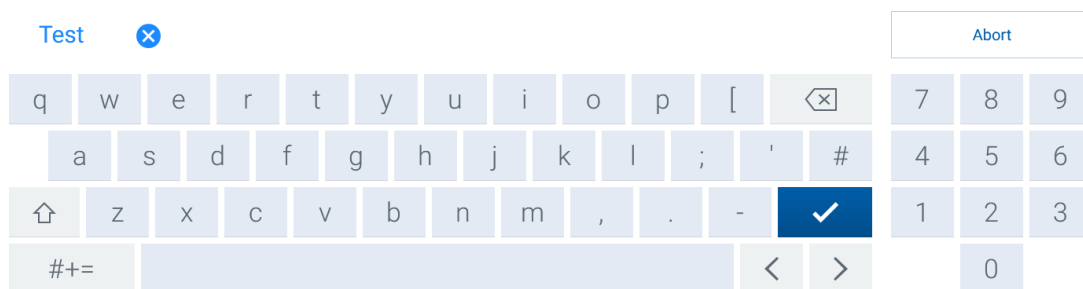 Test Abort
q w e r t y u i o p [ 7 8 9
a s d f g h j k l ; ' # 4 5 6
z x c v b n m , . - 1 2 3
#+= < > 0